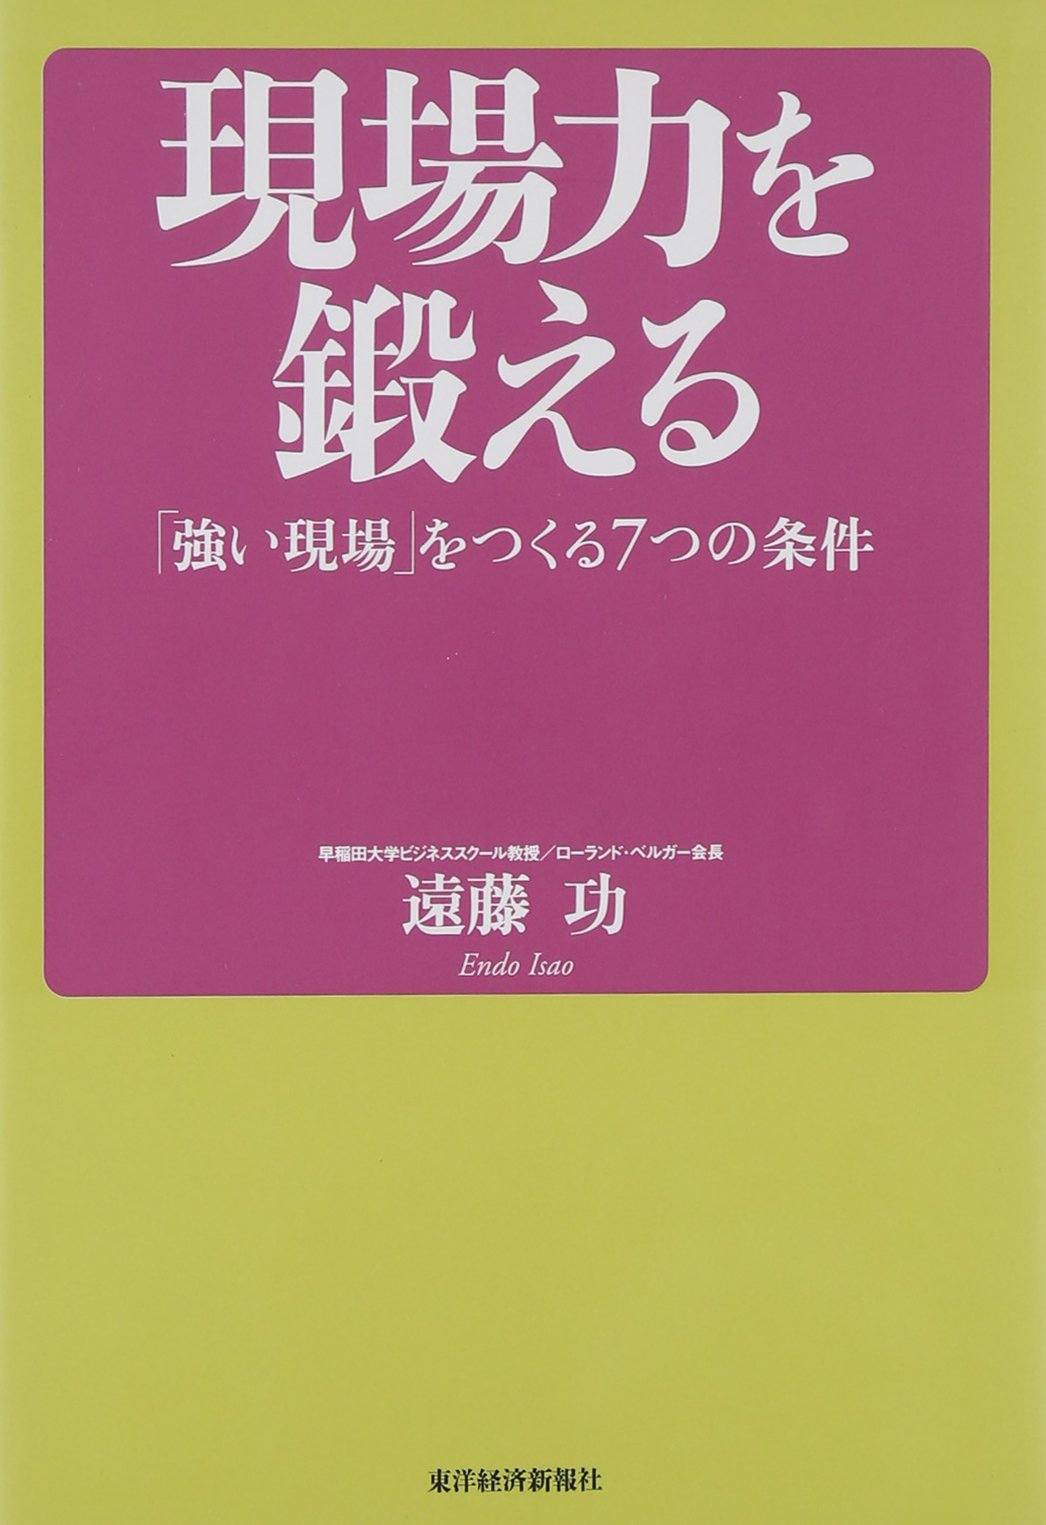 現場力を
鍛える
「強い現場」をつくる7つの条件
早稲田大学ビジネススクール教授／ローランド・ベルガー会長
遠藤 功
Endo Isao
東洋経済新報社